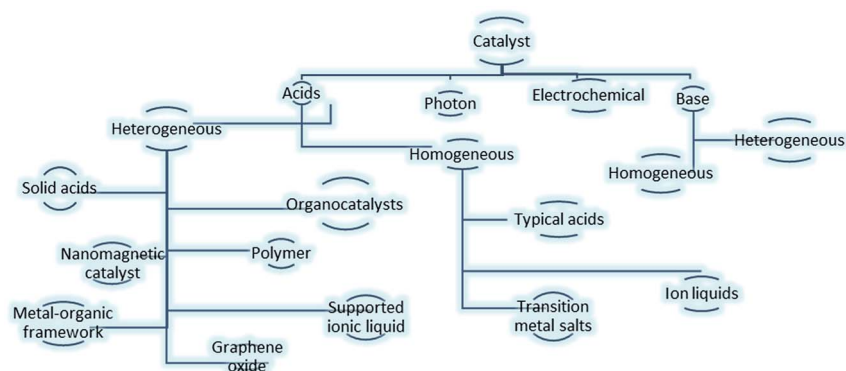 Catalyst
Acids
Photon
Electrochemical
Base
Heterogeneous
Homogeneous
Homogeneous
Heterogeneous
Solid acids
Organocatalysts
Typical acids
Nanomagnetic
catalyst
Polymer
Ion liquids
Metal-organic
framework
Supported
ionic liquid
Transition
metal salts
Graphene
oxide